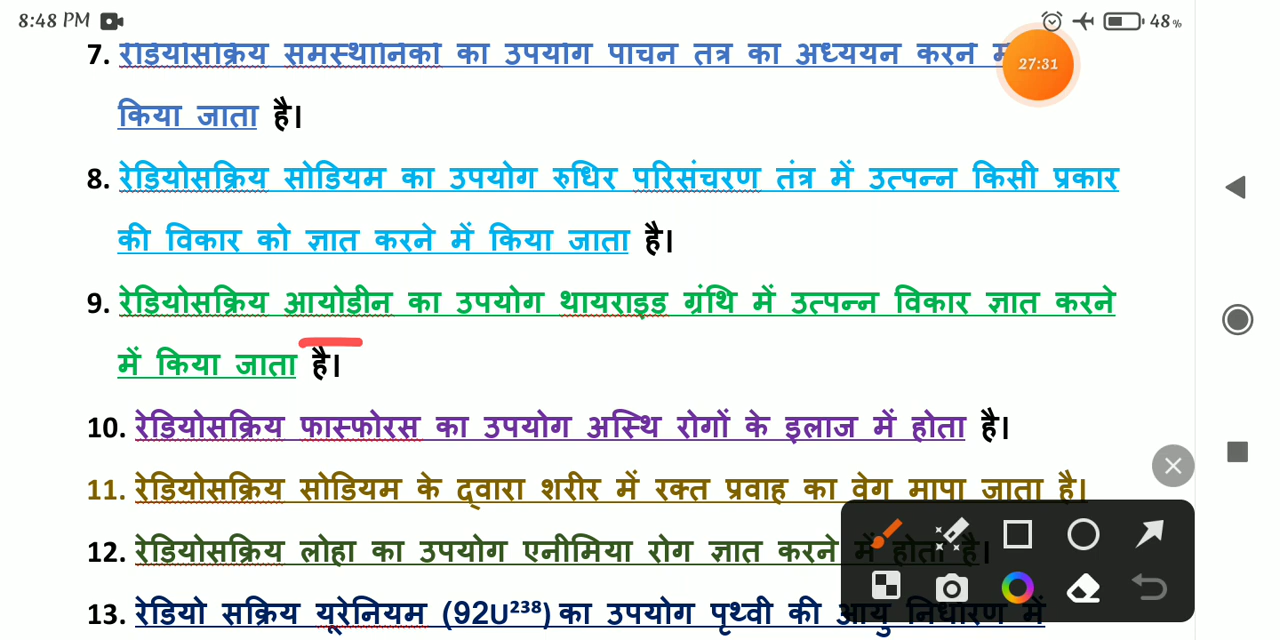 8:48 PM
48%
27:31
7. रेडियोसक्रिय समस्थानिकों का उपयोग पाचन तंत्र का अध्ययन करने
किया जाता है।
8. रेडियोसक्रिय सोडियम का उपयोग रुधिर परिसंचरण तंत्र में उत्पन्न किसी प्रकार
की विकार को ज्ञात करने में किया जाता है।
9. रेडियोसक्रिय आयोडीन का उपयोग थायराइड ग्रंथि में उत्पन्न विकार ज्ञात करने
में किया जाता है।
10. रेडियोसक्रिय फास्फोरस का उपयोग अस्थि रोगों के इलाज में होता है।
11. रेडियोसक्रिय सोडियम के द्वारा शरीर में रक्त प्रवाह का वेग मापा जाता है।
12. रेडियोसक्रिय लोहा का उपयोग एनीमिया रोग ज्ञात करने में होता है।
13. रेडियो सक्रिय यूरेनियम (92U²³⁸) का उपयोग पृथ्वी की आयु निर्धारण में